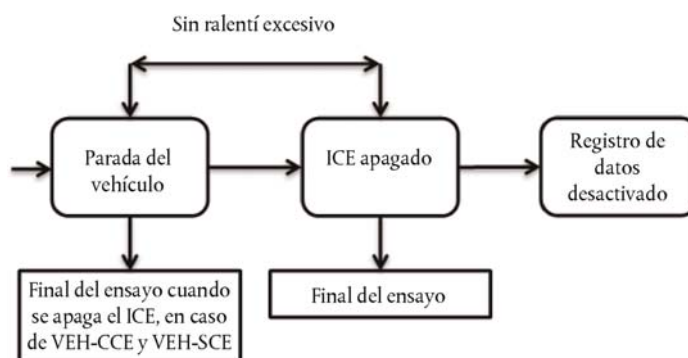 Sin ralentí excesivo
Parada del
vehículo
ICE apagado
Registro de
datos
desactivado
Final del ensayo cuando
se apaga el ICE, en caso
de VEH-CCE y VEH-SCE
Final del ensayo